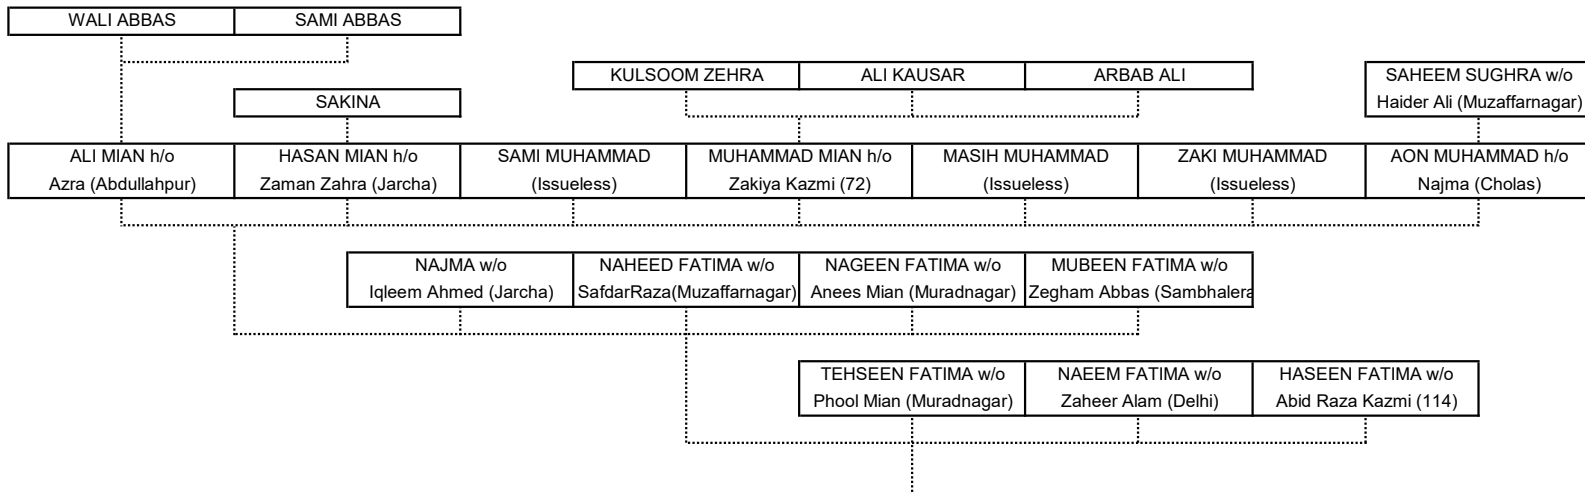 WALI ABBAS
SAMI ABBAS
KULSOOM ZEHRA
ALI KAUSAR
ARBAB ALI
SAHEEM SUGHRA w/o
Haider Ali (Muzaffarnagar)
SAKINA
ALI MIAN h/o
Azra (Abdullahpur)
HASAN MIAN h/o
Zaman Zahra (Jarcha)
SAMI MUHAMMAD
(Issueless)
MUHAMMAD MIAN h/o
Zakiya Kazmi (72)
MASIH MUHAMMAD
(Issueless)
ZAKI MUHAMMAD
(Issueless)
AON MUHAMMAD h/o
Najma (Cholas)
NAJMA w/o
Iqleem Ahmed (Jarcha)
NAHEED FATIMA w/o
SafdarRaza(Muzaffarnagar)
NAGEEN FATIMA w/o
Anees Mian (Muradnagar)
MUBEEN FATIMA w/o
Zegham Abbas (Sambhalera
TEHSEEN FATIMA w/o
Phool Mian (Muradnagar)
NAEEM FATIMA w/o
Zaheer Alam (Delhi)
HASEEN FATIMA w/o
Abid Raza Kazmi (114)